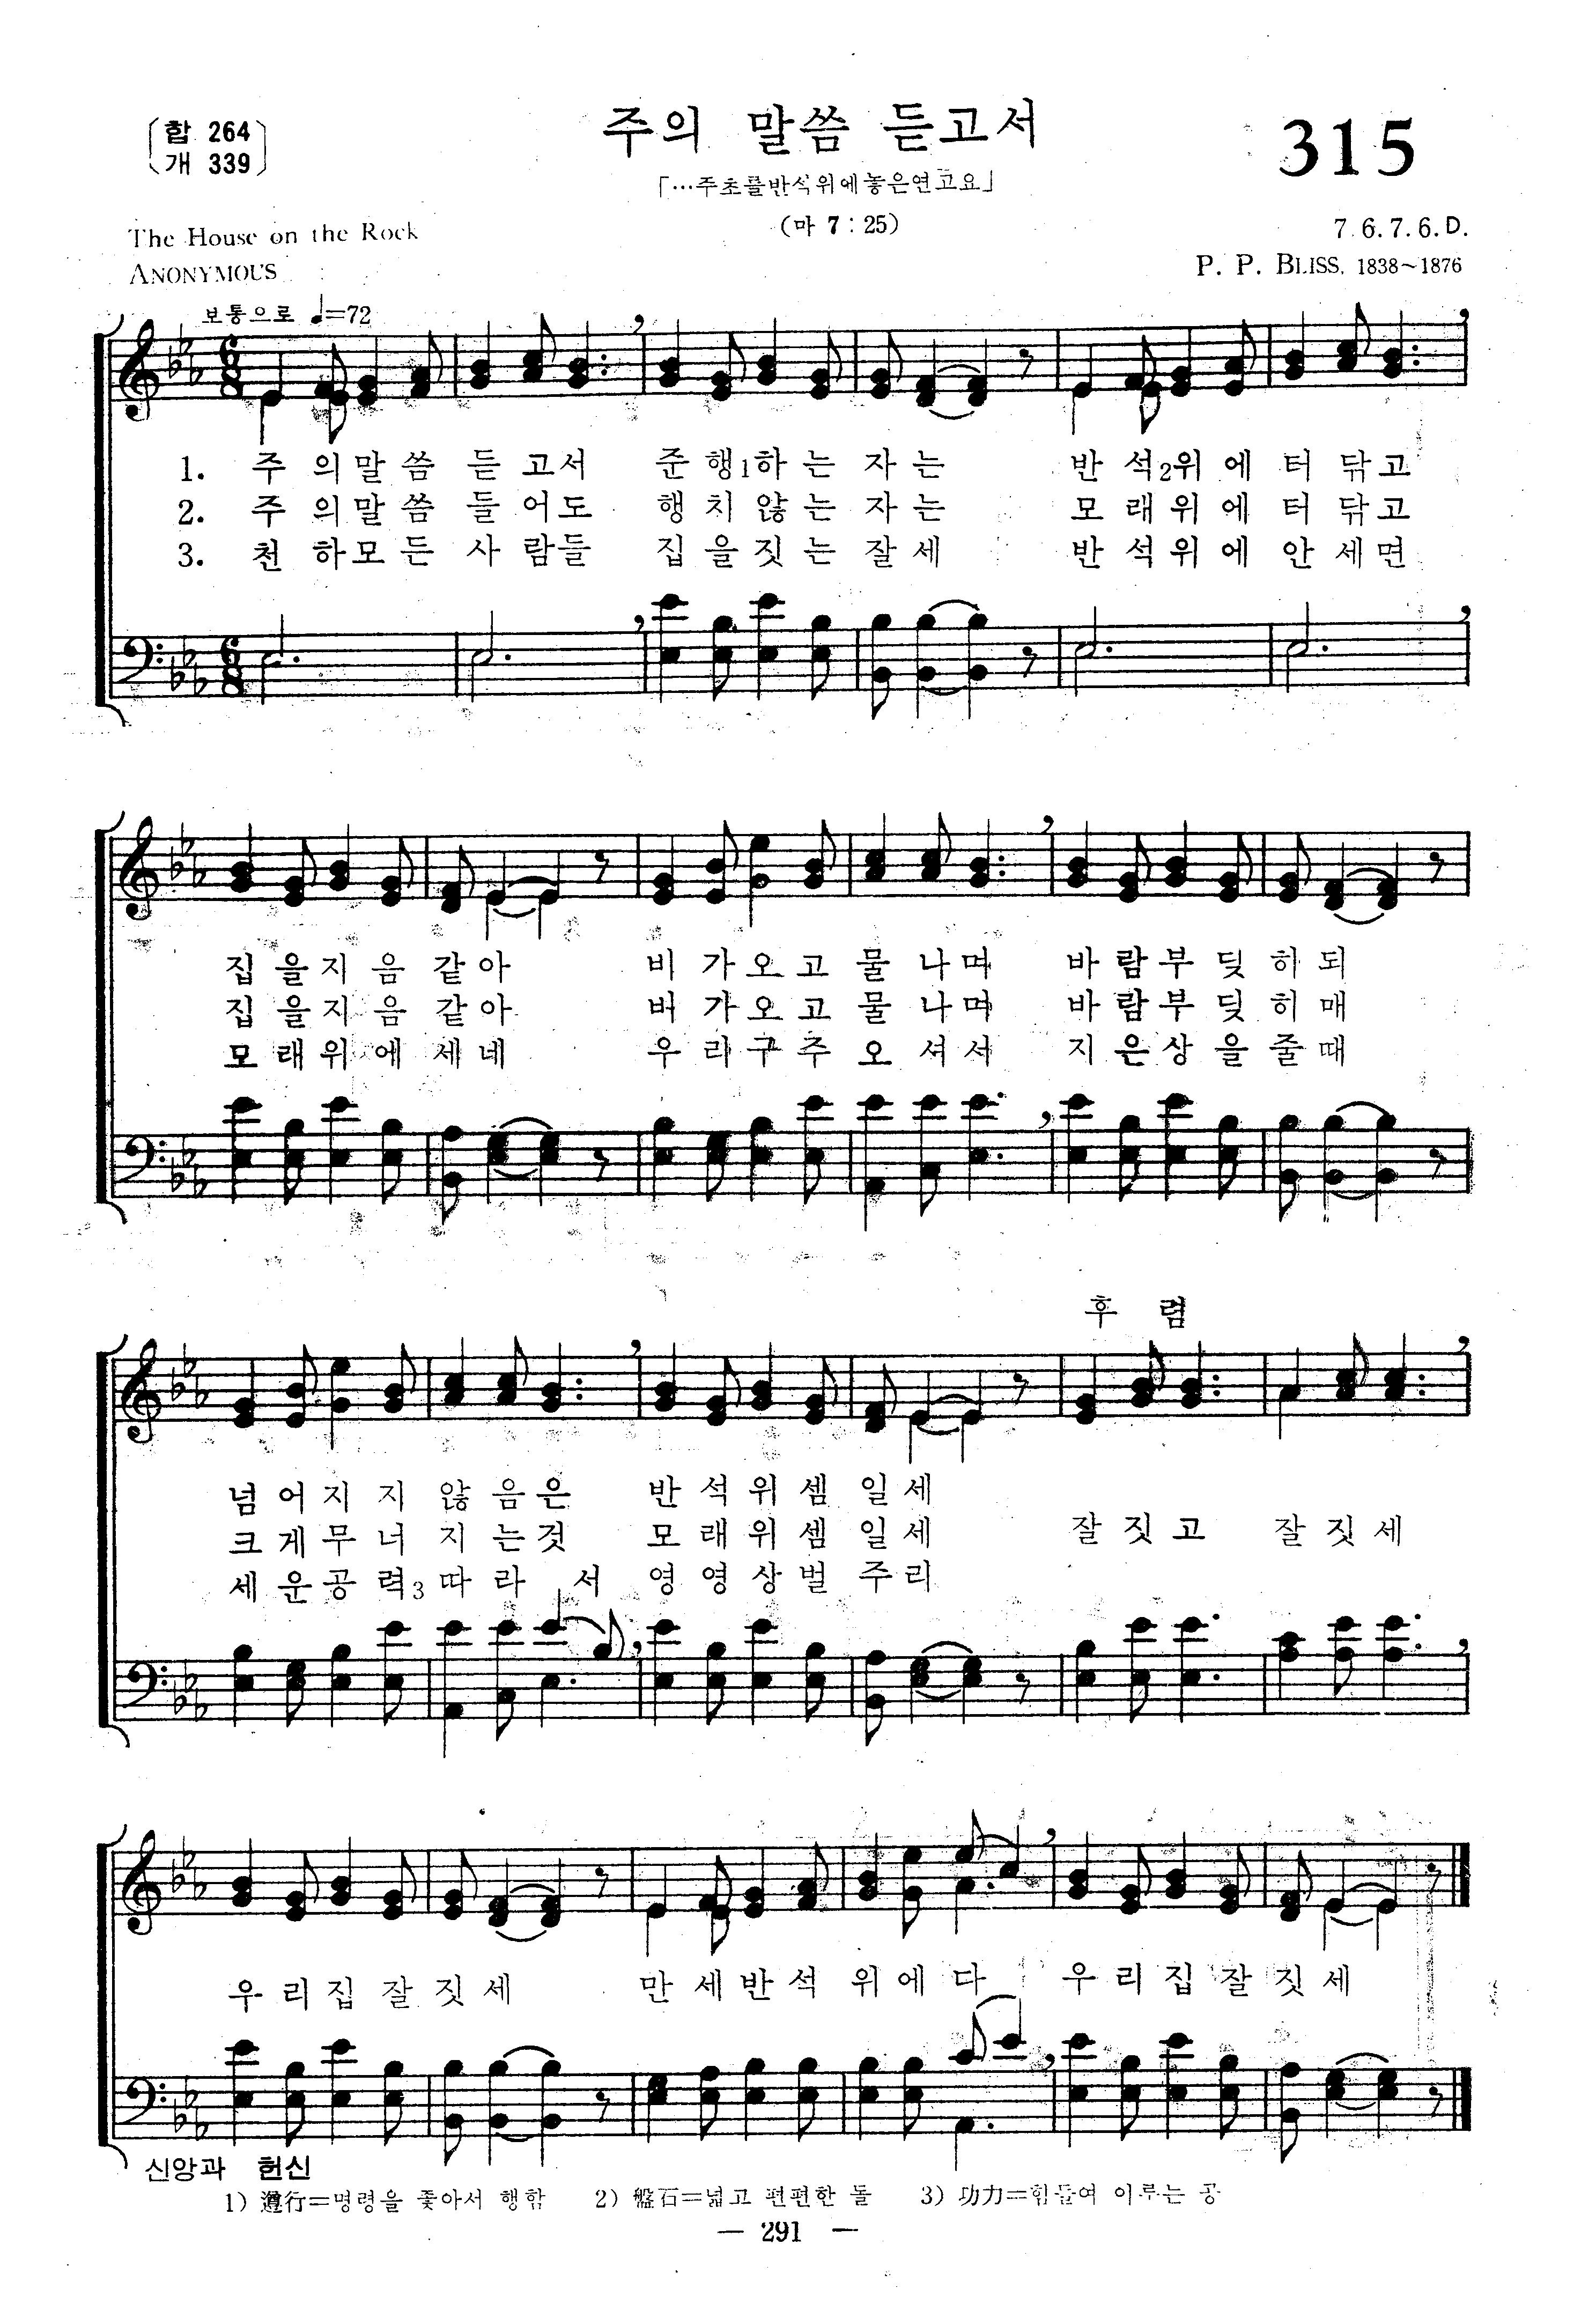 합 264
개 339
주의 말씀 듣고서
315
「…주초를반석위에놓은연고요」
(마 7 : 25)
The House on the Rock
ANONYMOUS
7. 6. 7. 6. D.
P. P. BLISS, 1838~1876
보통으로 ♩=72
6 8
1. 주 의 말 씀 듣 고 서 준 행1하 는 자 는 반 석2위 에 터 닦 고
2. 주 의 말 씀 들 어 도 행 치 않 는 자 는 모 래 위 에 터 닦 고
3. 천 하 모 든 사 람 들 집 을 짓 는 잘 세 반 석 위 에 안 세 면
6 8
집 을 지 음 같 아 비 가 오 고 물 나 며 바 람 부 딪 히 되
집 을 지 음 같 아 비 가 오 고 물 나 며 바 람 부 딪 히 매
모 래 위 에 세 네 우 리 구 주 오 셔 서 지 은 상 을 줄 때
후 렴
넘 어 지 지 않 음 은 반 석 위 셈 일 세
크 게 무 너 지 는 것 모 래 위 셈 일 세 잘 짓 고 잘 짓 세
세 운 공 력3 따 라 서 영 영 상 벌 주 리
우 리 집 잘 짓 세 만 세 반 석 위 에 다 우 리 집 잘 짓 세
신앙과 헌신
1) 遵行=명령을 좇아서 행함 2) 盤石=넓고 편편한 돌 3) 功力=힘들여 이루는 공
— 291 —